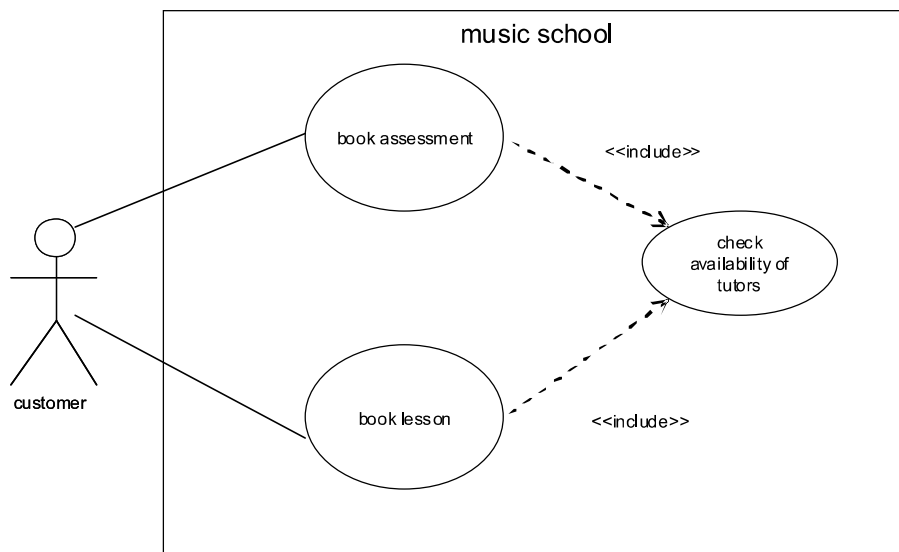 music school
book assessment
<<include>>
check
availability of
tutors
customer
book lesson
<<include>>